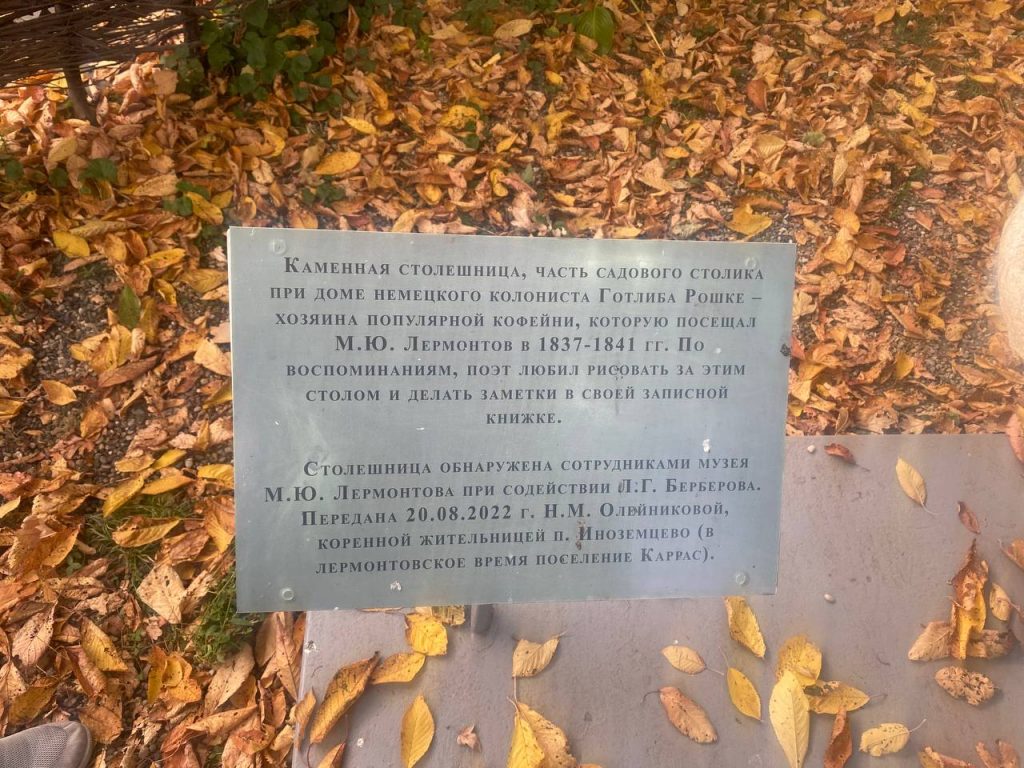 Каменная столешница, часть садового столика
при доме немецкого колониста Готлиба Рошке –
хозяина популярной кофейни, которую посещал
М.Ю. Лермонтов в 1837-1841 гг. По
воспоминаниям, поэт любил рисовать за этим
столом и делать заметки в своей записной
книжке.
Столешница обнаружена сотрудниками музея
М.Ю. Лермонтова при содействии Л.Г. Берберова.
Передана 20.08.2022 г. Н.М. Олейниковой,
коренной жительницей п. Иноземцево (в
лермонтовское время поселение Каррас).